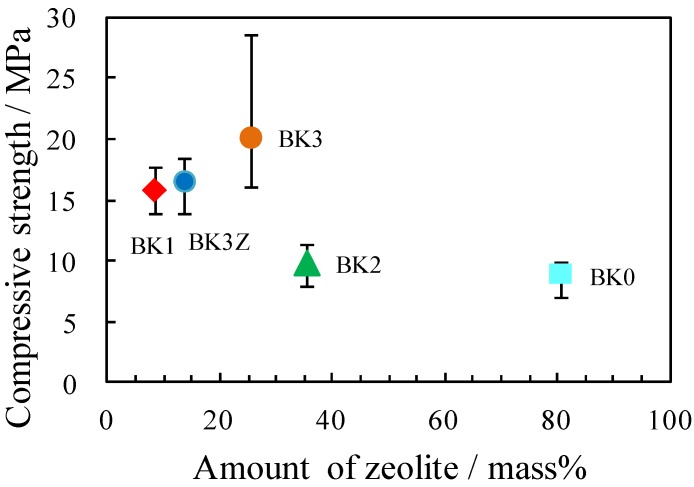 Compressive strength / MPa
30
25
20
15
10
5
0
BK3
BK1
BK3Z
BK2
BK0
0 20 40 60 80 100
Amount of zeolite / mass%